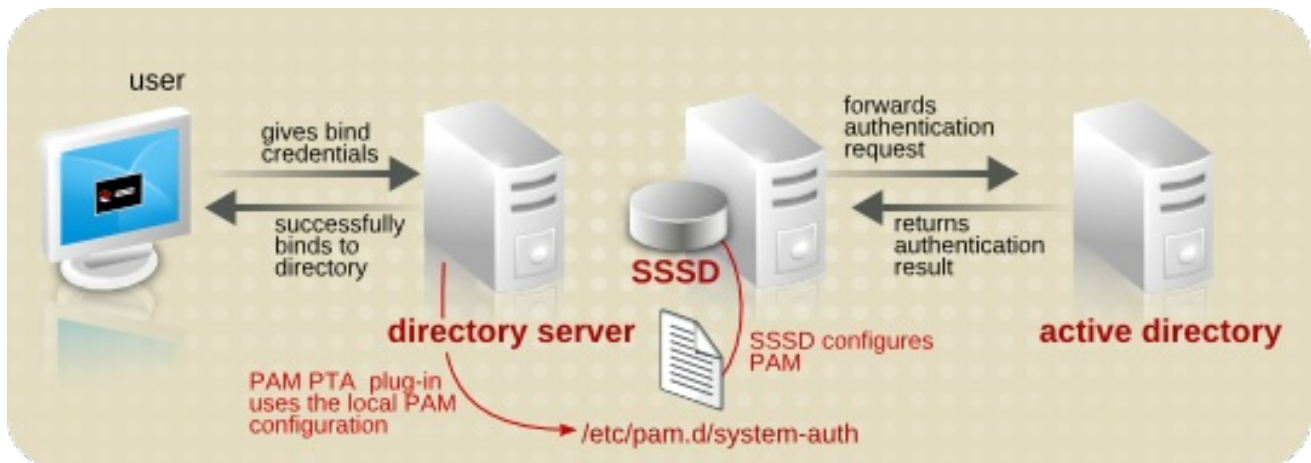 user
gives bind
credentials
successfully
binds to
directory
forwards
authentication
request
returns
authentication
result
SSSD
directory server
active directory
SSSD configures
PAM
PAM PTA plug-in
uses the local PAM
configuration
/etc/pam.d/system-auth